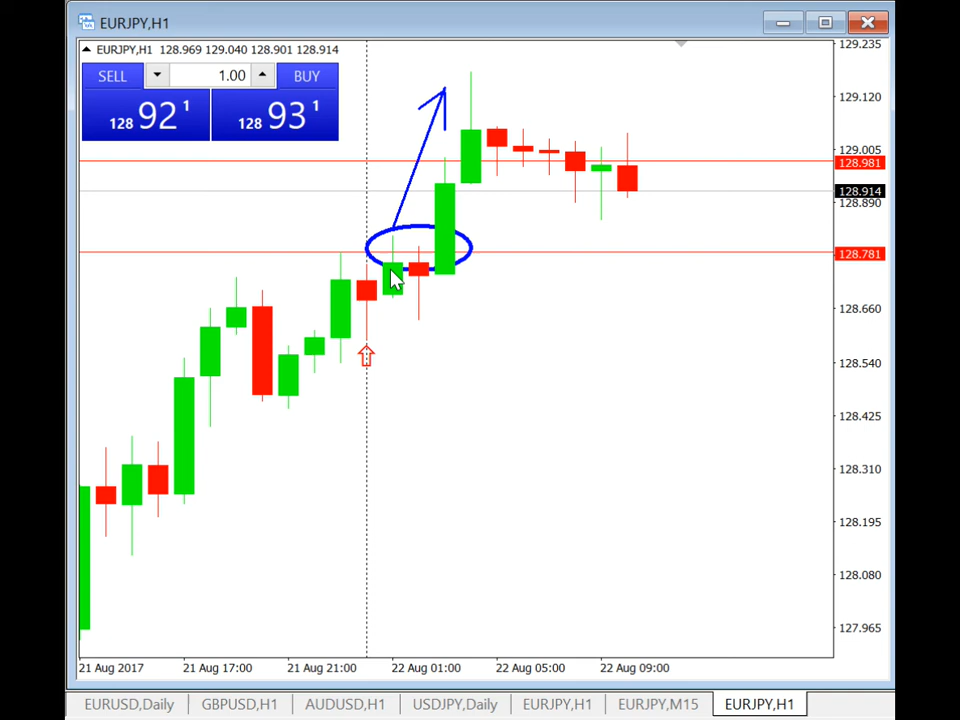 EURJPY,H1
EURJPY,H1 128.969 129.040 128.901 128.914
SELL 1.00 BUY
128 92 1 128 93 1
129.235
129.120
129.005
128.981
128.914
128.890
128.781
128.660
128.540
128.425
128.310
128.195
128.080
127.965
21 Aug 2017 21 Aug 17:00 21 Aug 21:00 22 Aug 01:00 22 Aug 05:00 22 Aug 09:00
EURUSD,Daily GBPUSD,H1 AUDUSD,H1 USDJPY,Daily EURJPY,H1 EURJPY,M15 EURJPY,H1